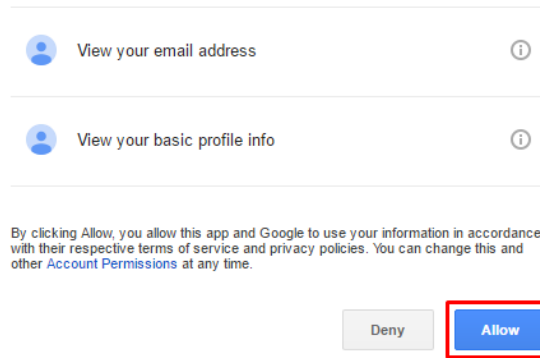 View your email address
View your basic profile info
By clicking Allow, you allow this app and Google to use your information in accordance
with their respective terms of service and privacy policies. You can change this and
other Account Permissions at any time.
Deny
Allow